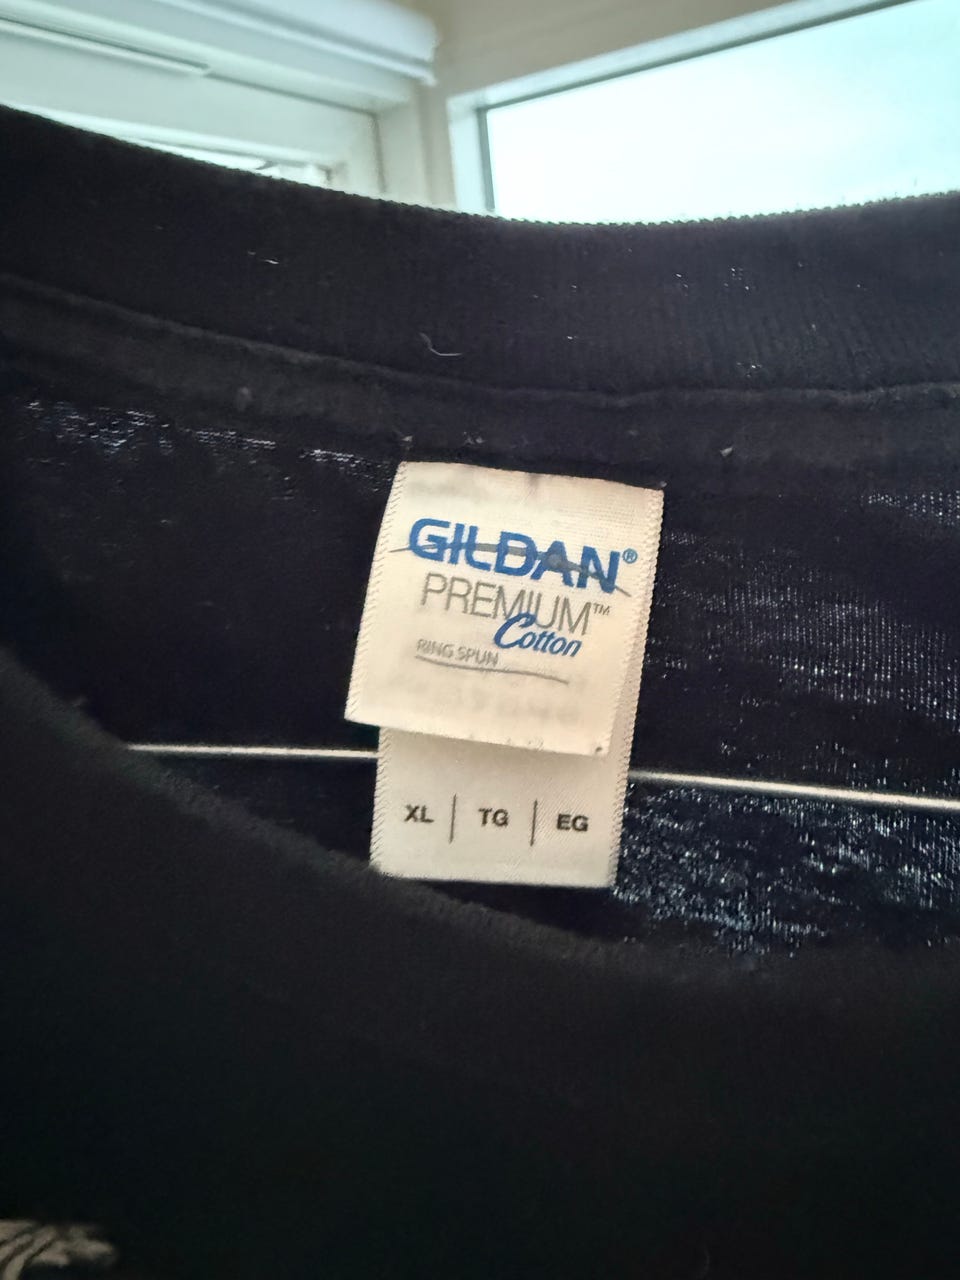 GILDAN®
PREMIUM™
Cotton
RING SPUN
XL | TG | EG